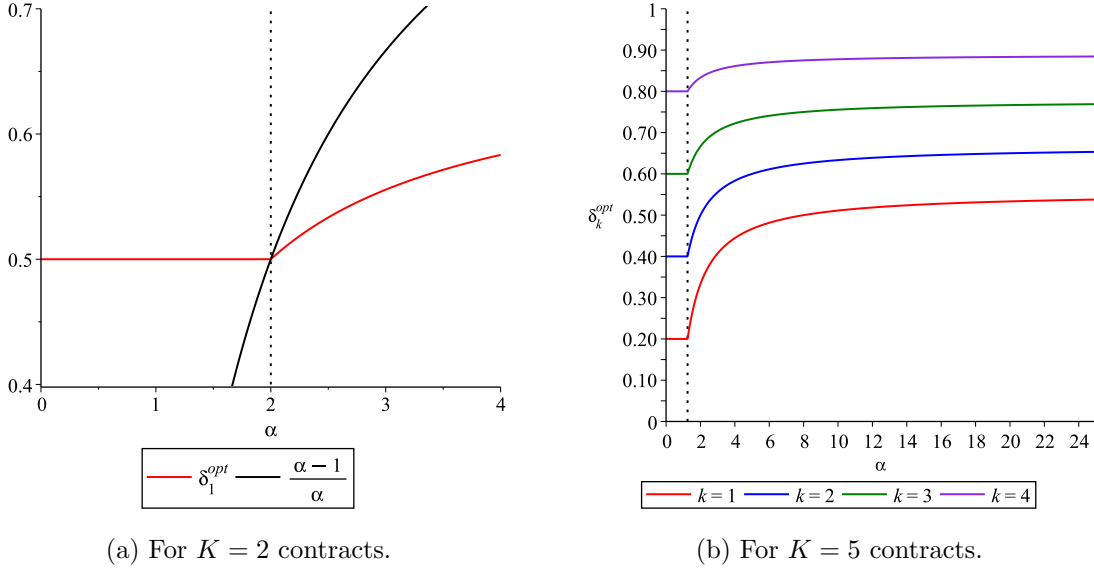 0.7
0.6
0.5
0.4
0 1 2 3 4
α
δ₁ᵒᵖᵗ (α − 1)/α
(a) For K = 2 contracts.
1
0.90
0.80
0.70
0.60
δₖᵒᵖᵗ
0.50
0.40
0.30
0.20
0.10
0
0 2 4 6 8 10 12 14 16 18 20 22 24
α
k = 1 k = 2 k = 3 k = 4
(b) For K = 5 contracts.